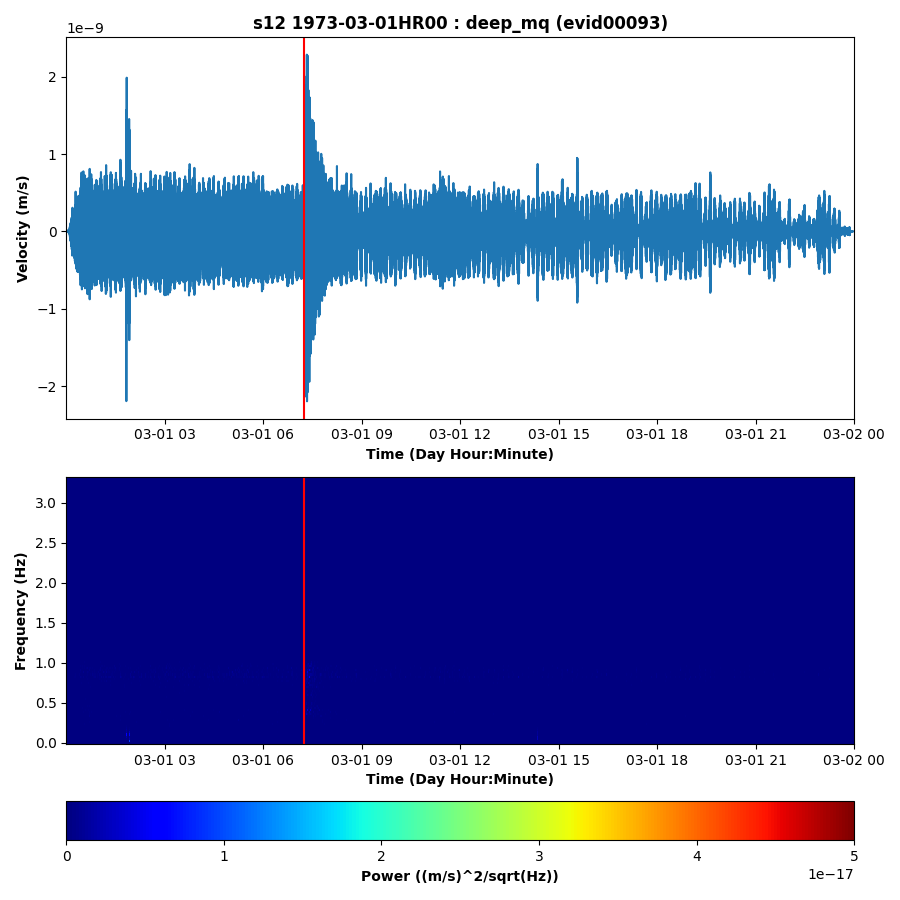 s12 1973-03-01HR00 : deep_mq (evid00093)
1e−9
2
1
0
−1
−2
Velocity (m/s)
03-01 03 03-01 06 03-01 09 03-01 12 03-01 15 03-01 18 03-01 21 03-02 00
Time (Day Hour:Minute)
3.0
2.5
2.0
1.5
1.0
0.5
0.0
Frequency (Hz)
03-01 03 03-01 06 03-01 09 03-01 12 03-01 15 03-01 18 03-01 21 03-02 00
Time (Day Hour:Minute)
0 1 2 3 4 5
1e−17
Power ((m/s)^2/sqrt(Hz))